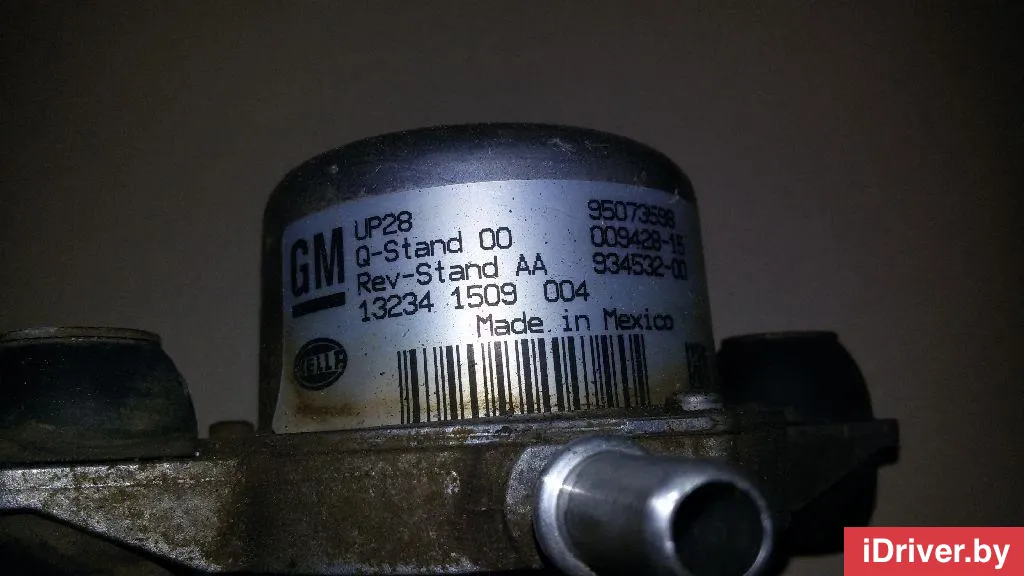 GM
UP28 95073598
Q-Stand 00 009428-15
Rev-Stand AA 934532-00
13234 1509 004
Made in Mexico
HELLA
iDriver.by